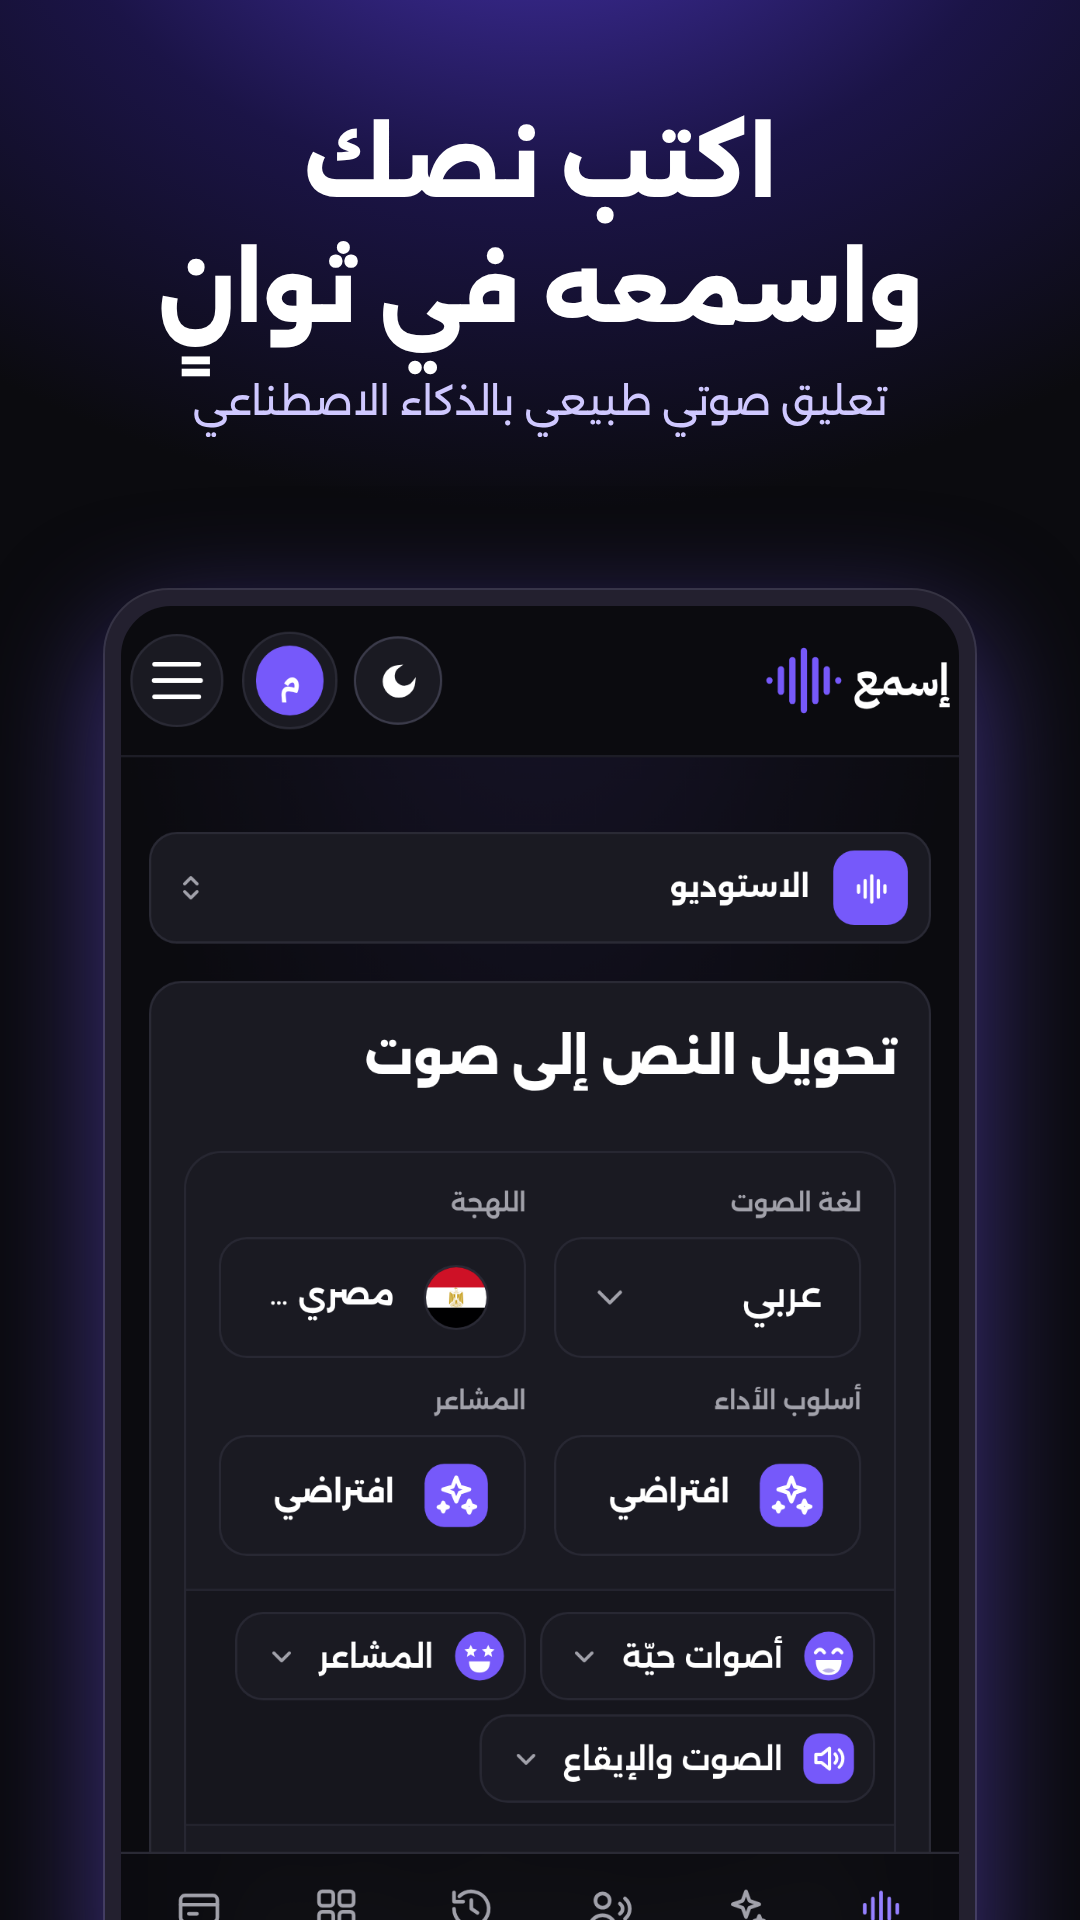 اكتب نصك
واسمعه في ثوانٍ
تعليق صوتي طبيعي بالذكاء الاصطناعي
إسمع
م
الاستوديو
تحويل النص إلى صوت
لغة الصوت
اللهجة
عربي
مصري ...
أسلوب الأداء
المشاعر
افتراضي
افتراضي
أصوات حيّة
المشاعر
الصوت والإيقاع